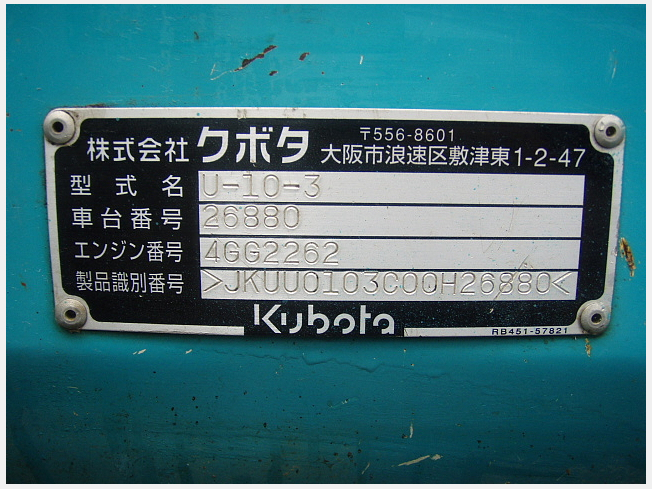 株式会社 クボタ 〒556-8601
大阪市浪速区敷津東1-2-47
型式名 U-10-3
車台番号 26880
エンジン番号 4GG2262
製品識別番号 >JKUU0103C00H26880<
Kubota
RB451-57821